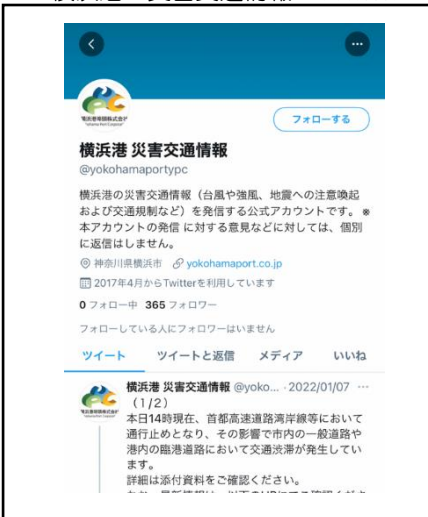 フォローする
横浜港 災害交通情報
@yokohamaportypc
横浜港の災害交通情報（台風や強風、地震への注意喚起
および交通規制など）を発信する公式アカウントです。※
本アカウントの発信 に対する意見などに対しては、個別
に返信はしません。
神奈川県横浜市 yokohamaport.co.jp
2017年4月からTwitterを利用しています
0 フォロー中 365 フォロワー
フォローしている人にフォロワーはいません
ツイート ツイートと返信 メディア いいね
横浜港 災害交通情報 @yoko... · 2022/01/07 ...
（1/2）
本日14時現在、首都高速道路湾岸線等において
通行止めとなり、その影響で市内の一般道路や
港内の臨港道路において交通渋滞が発生してい
ます。
詳細は添付資料をご確認ください。